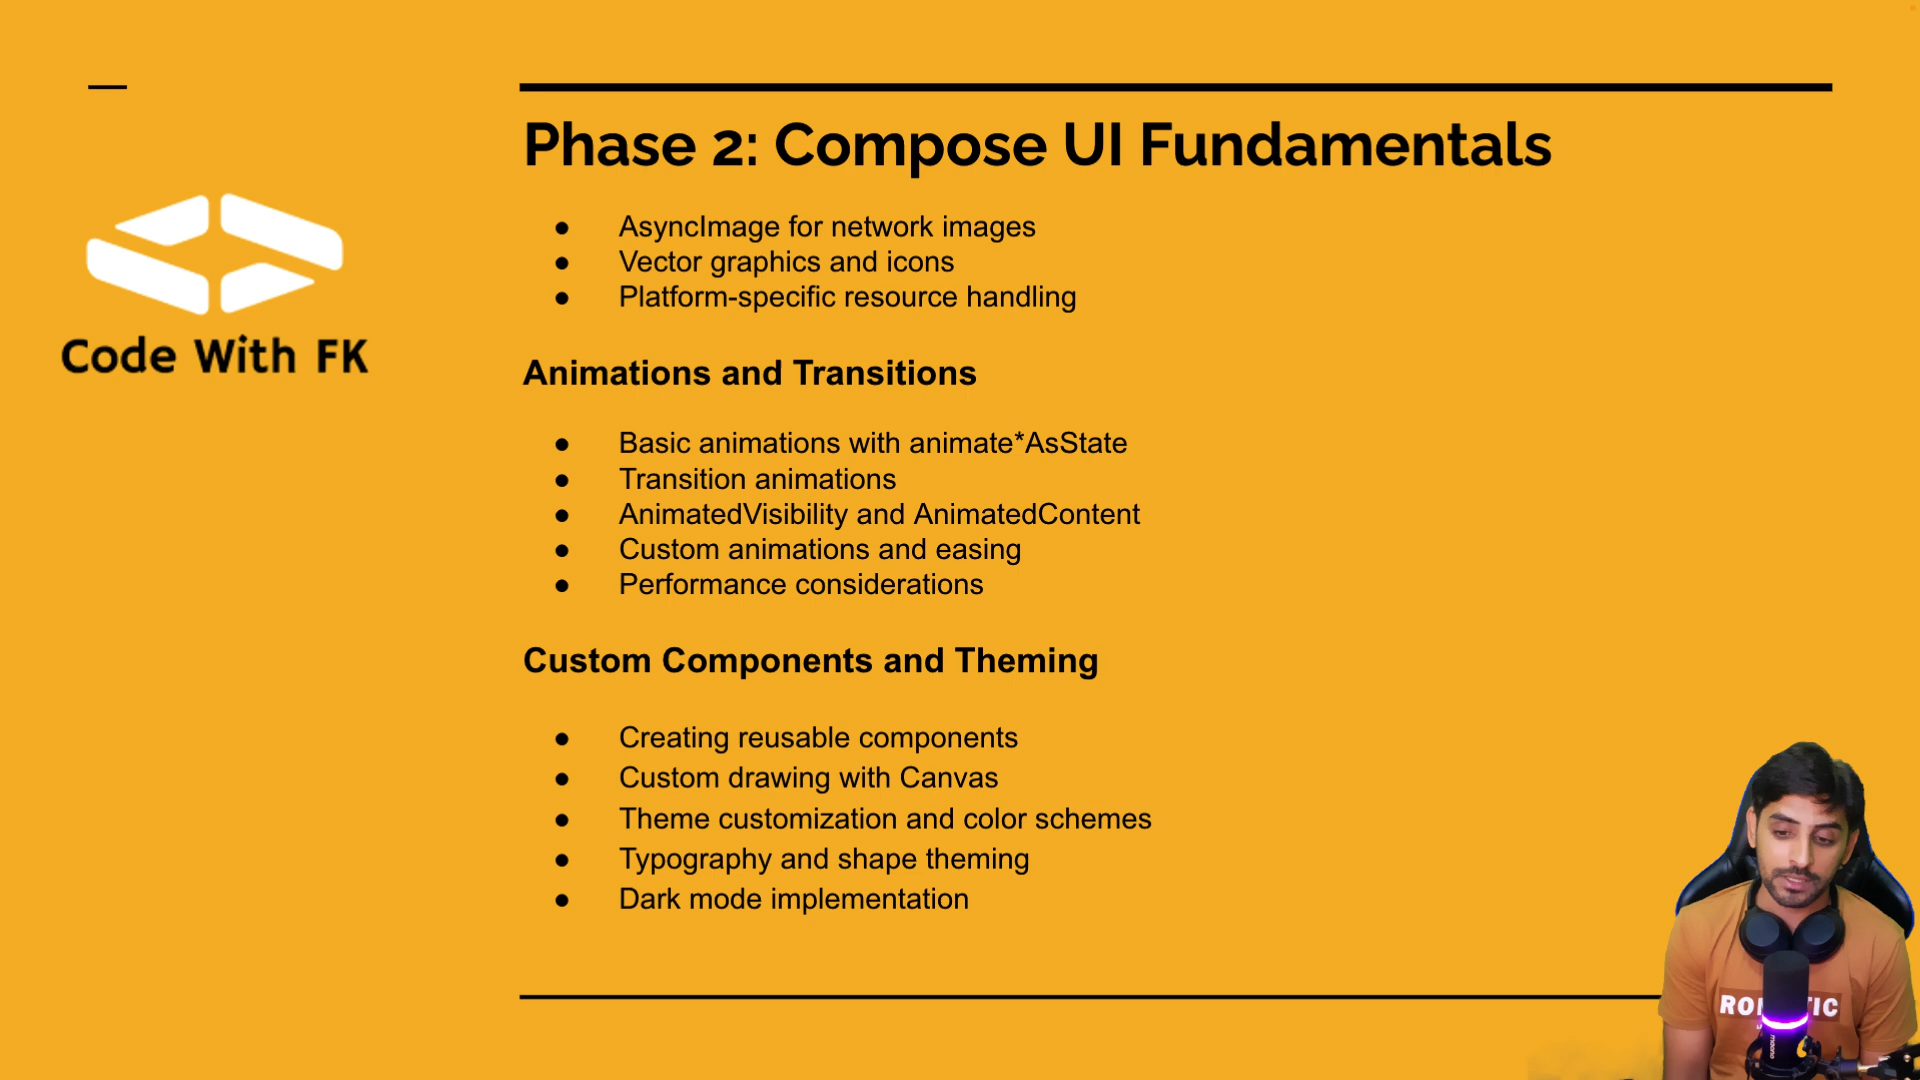 Phase 2: Compose UI Fundamentals
● AsyncImage for network images
● Vector graphics and icons
● Platform-specific resource handling
Code With FK
Animations and Transitions
● Basic animations with animate*AsState
● Transition animations
● AnimatedVisibility and AnimatedContent
● Custom animations and easing
● Performance considerations
Custom Components and Theming
● Creating reusable components
● Custom drawing with Canvas
● Theme customization and color schemes
● Typography and shape theming
● Dark mode implementation
maono